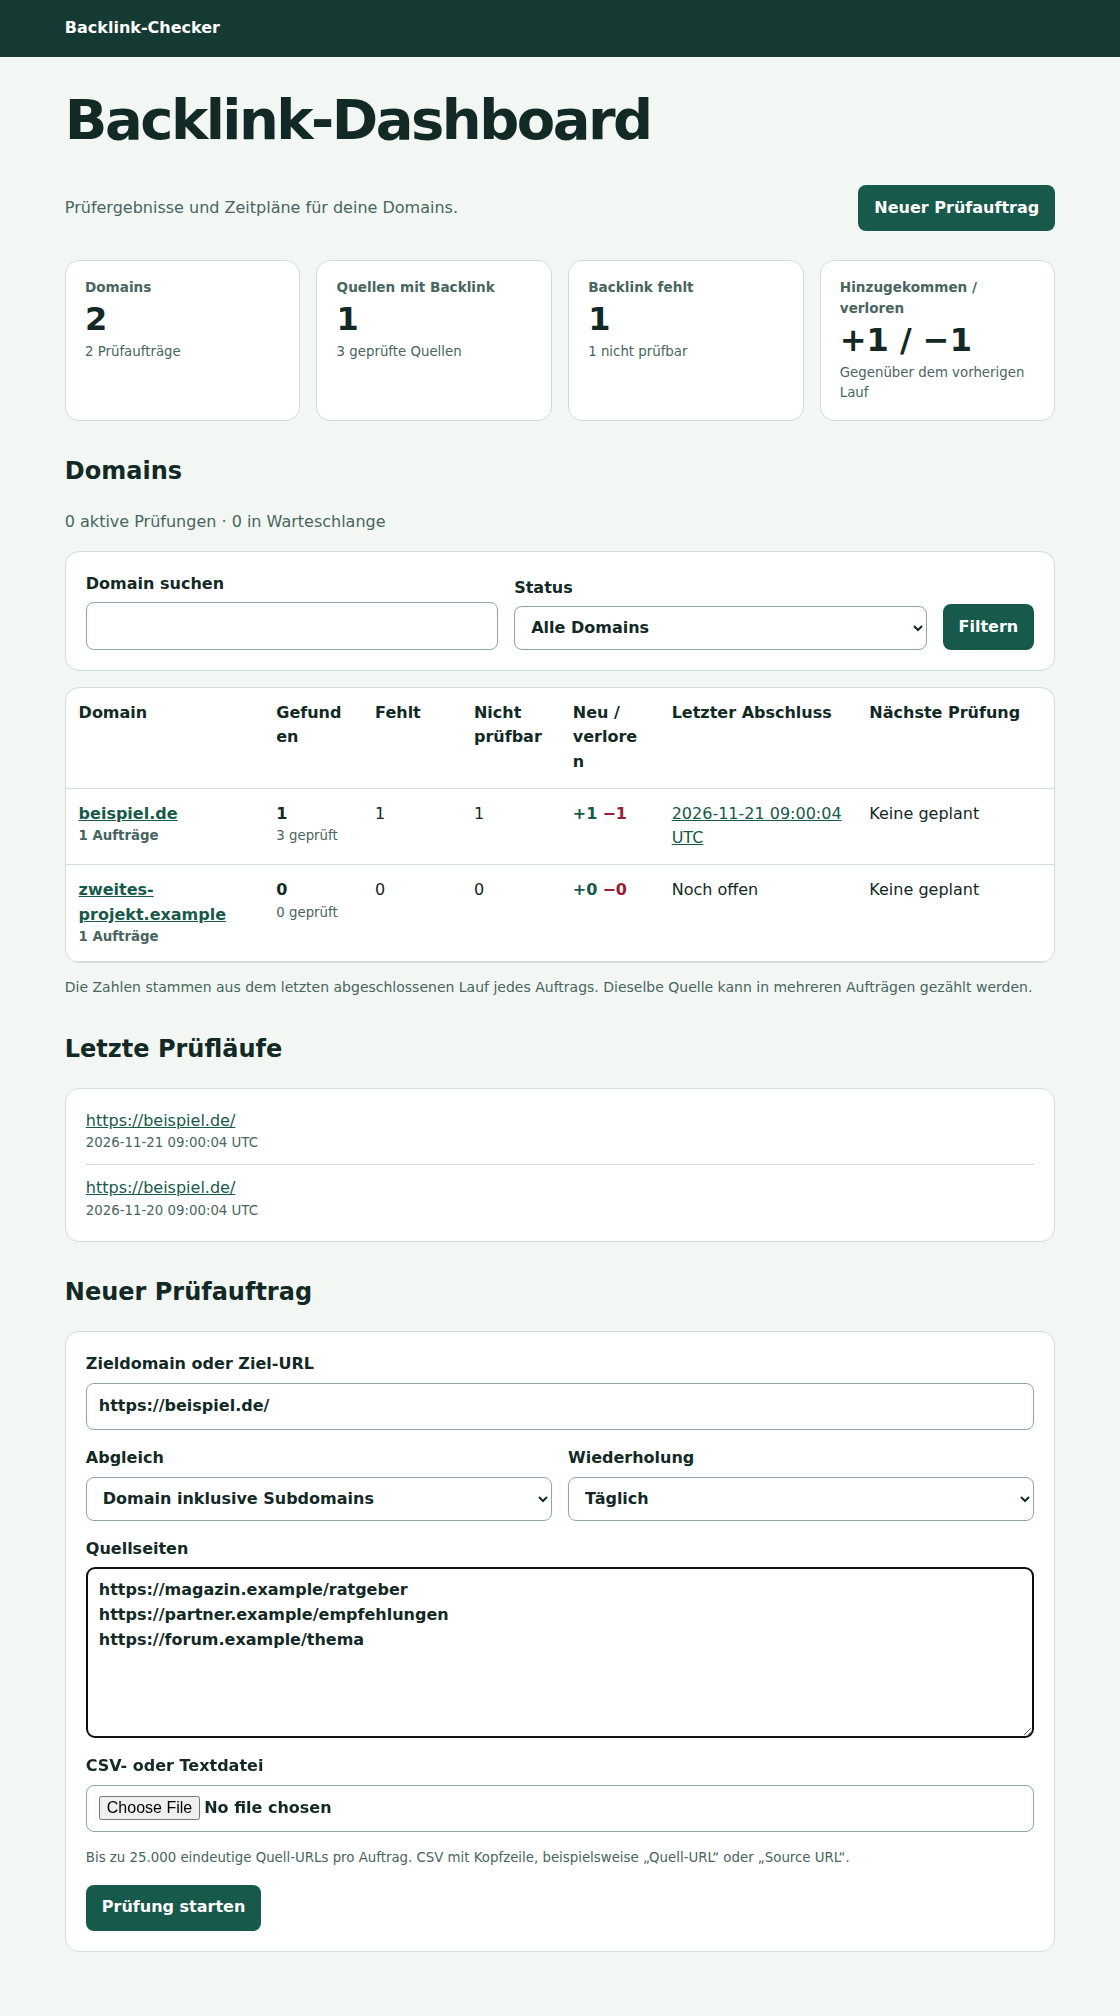 Backlink-Checker
Backlink-Dashboard
Prüfergebnisse und Zeitpläne für deine Domains.
Neuer Prüfauftrag
Domains
2
2 Prüfaufträge
Quellen mit Backlink
1
3 geprüfte Quellen
Backlink fehlt
1
1 nicht prüfbar
Hinzugekommen /
verloren
+1 / −1
Gegenüber dem vorherigen
Lauf
Domains
0 aktive Prüfungen · 0 in Warteschlange
Domain suchen
Status
Alle Domains
Filtern
Domain
Gefund
en
Fehlt
Nicht
prüfbar
Neu /
verlore
n
Letzter Abschluss
Nächste Prüfung
beispiel.de
1 Aufträge
1
3 geprüft
1
1
+1 −1
2026-11-21 09:00:04
UTC
Keine geplant
zweites-
projekt.example
1 Aufträge
0
0 geprüft
0
0
+0 −0
Noch offen
Keine geplant
Die Zahlen stammen aus dem letzten abgeschlossenen Lauf jedes Auftrags. Dieselbe Quelle kann in mehreren Aufträgen gezählt werden.
Letzte Prüfläufe
https://beispiel.de/
2026-11-21 09:00:04 UTC
https://beispiel.de/
2026-11-20 09:00:04 UTC
Neuer Prüfauftrag
Zieldomain oder Ziel-URL
https://beispiel.de/
Abgleich
Domain inklusive Subdomains
Wiederholung
Täglich
Quellseiten
https://magazin.example/ratgeber
https://partner.example/empfehlungen
https://forum.example/thema
CSV- oder Textdatei
Choose File No file chosen
Bis zu 25.000 eindeutige Quell-URLs pro Auftrag. CSV mit Kopfzeile, beispielsweise „Quell-URL“ oder „Source URL“.
Prüfung starten